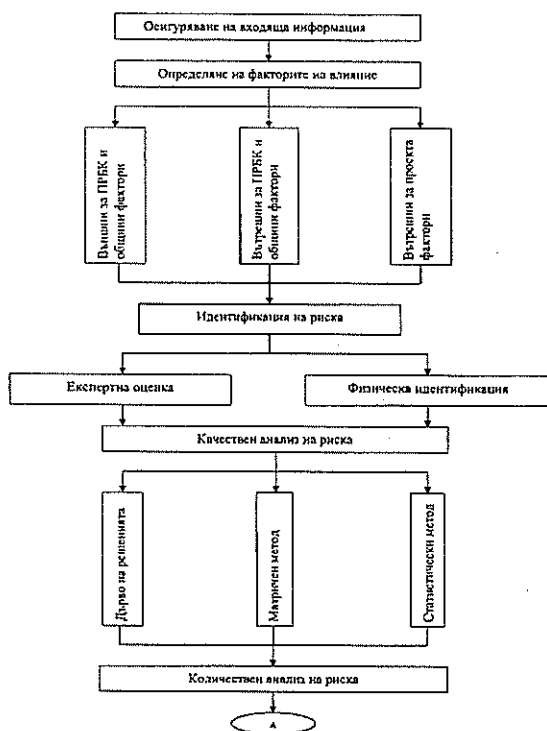 Осигуряване на входяща информация
Определяне на факторите на влияние
Външни за ПРБК и
общини фактори
Вътрешни за ПРБК и
общини фактори
Вътрешни за проекта
фактори
Идентификация на риска
Експертна оценка
Физическа идентификация
Качествен анализ на риска
Дърво на решенията
Матричен метод
Статистически метод
Количествен анализ на риска
А